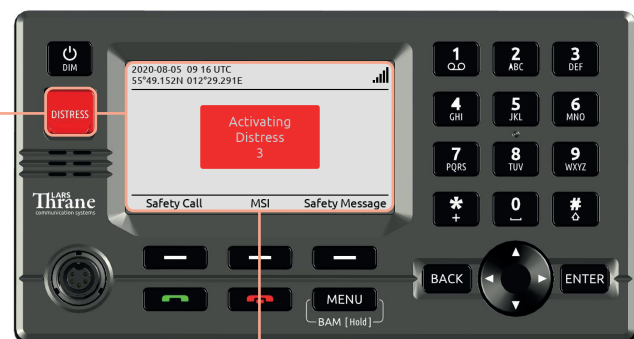 DIM
DISTRESS
2020-08-05 09 16 UTC
55°49.152N 012°29.291E
Activating
Distress
3
Safety Call MSI Safety Message
LARS
Thrane
communication systems
1
2 ABC
3 DEF
4 GHI
5 JKL
6 MNO
7 PQRS
8 TUV
9 WXYZ
* +
0
#
BACK
ENTER
MENU
BAM [Hold]